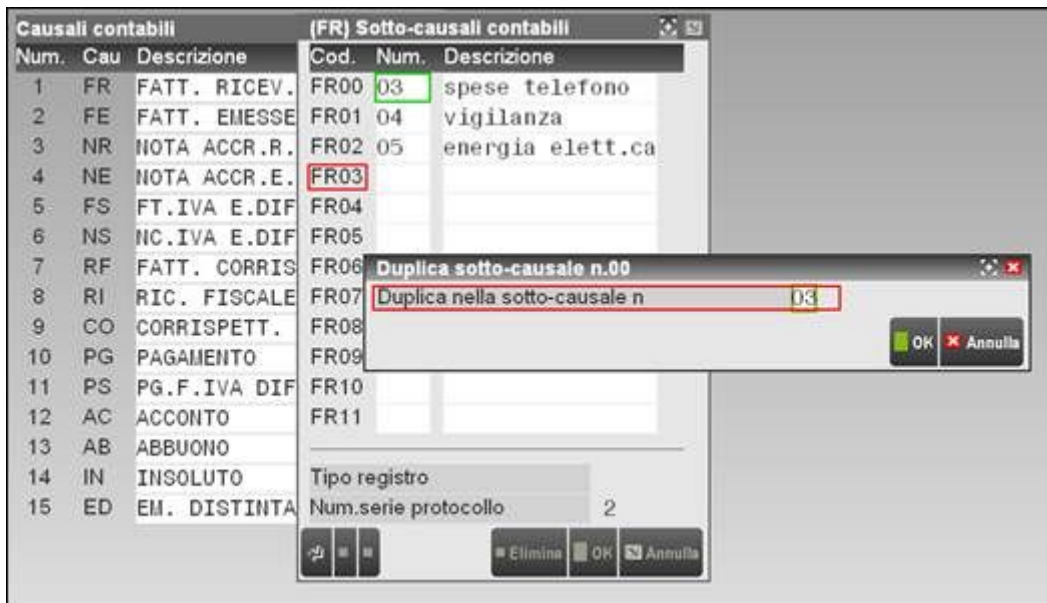 Causali contabili
Num. Cau Descrizione
1 FR FATT. RICEV.
2 FE FATT. EMESSE
3 NR NOTA ACCR.R.
4 NE NOTA ACCR.E.
5 FS FT.IVA E.DIF
6 NS NC.IVA E.DIF
7 RF FATT. CORRIS
8 RI RIC. FISCALE
9 CO CORRISPETT.
10 PG PAGAMENTO
11 PS PG.F.IVA DIF
12 AC ACCONTO
13 AB ABBUONO
14 IN INSOLUTO
15 ED EM. DISTINTA
(FR) Sotto-causali contabili
Cod. Num. Descrizione
FR00 03 spese telefono
FR01 04 vigilanza
FR02 05 energia elett.ca
FR03
FR04
FR05
FR06
FR07
FR08
FR09
FR10
FR11
Tipo registro
Num.serie protocollo 2
Elimina OK Annulla
Duplica sotto-causale n.00
Duplica nella sotto-causale n 03
OK Annulla